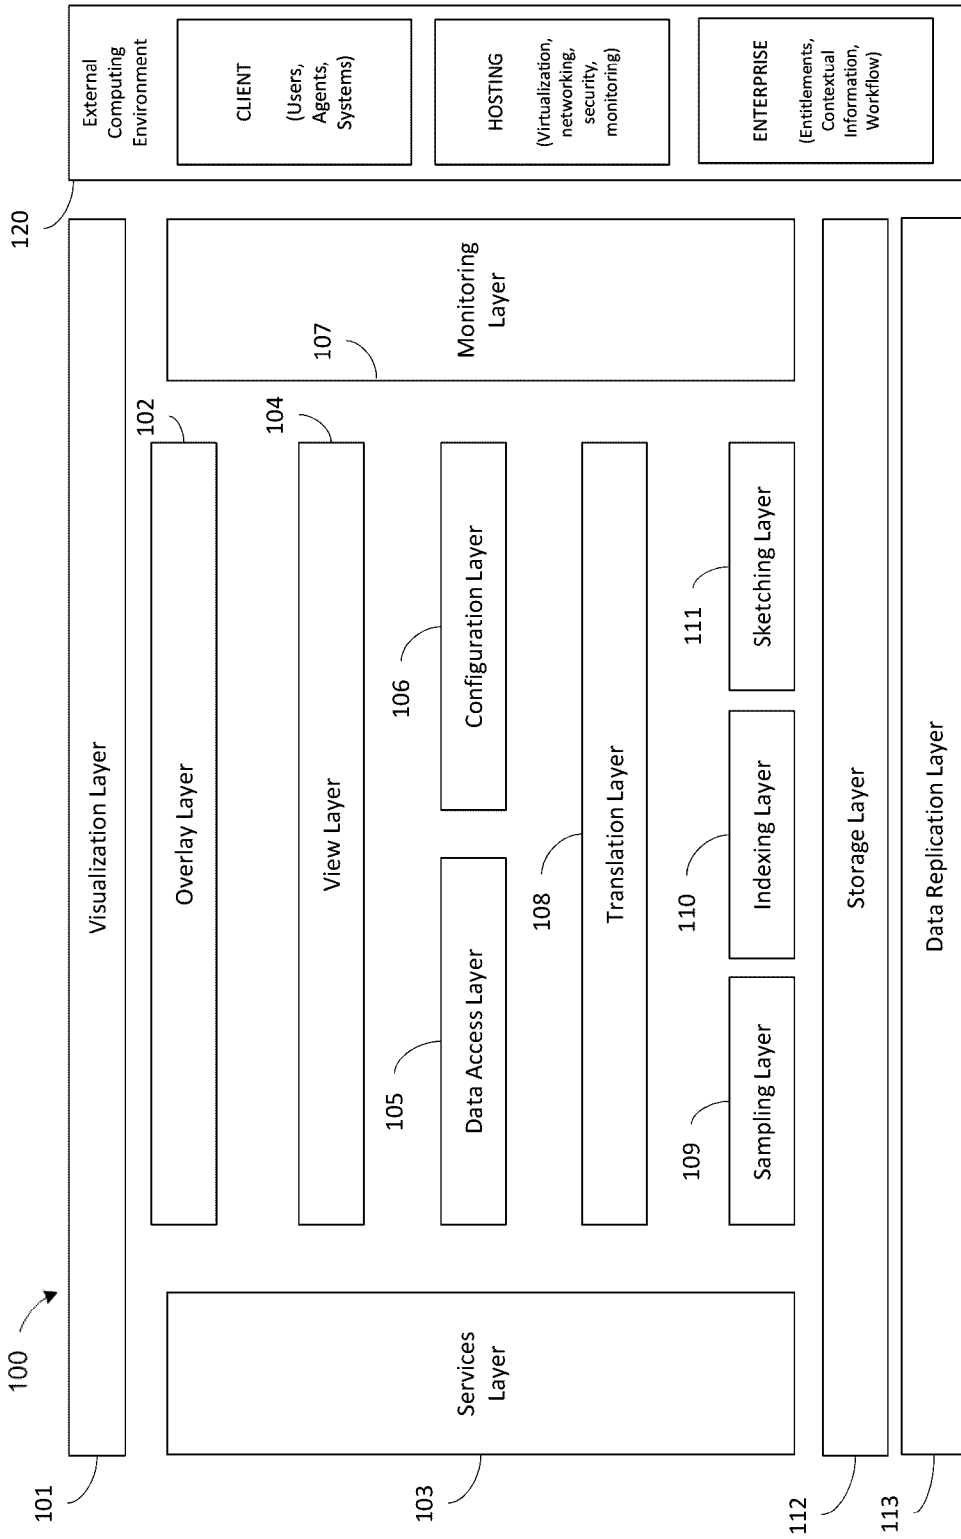 100
101
Visualization Layer
120
Overlay Layer
102
103
Services
Layer
View Layer
104
107
Monitoring
Layer
105
Data Access Layer
106
Configuration Layer
108
Translation Layer
109
Sampling Layer
110
Indexing Layer
111
Sketching Layer
112
Storage Layer
113
Data Replication Layer
External
Computing
Environment
CLIENT
(Users,
Agents,
Systems)
HOSTING
(Virtualization,
networking,
security,
monitoring)
ENTERPRISE
(Entitlements,
Contextual
Information,
Workflow)